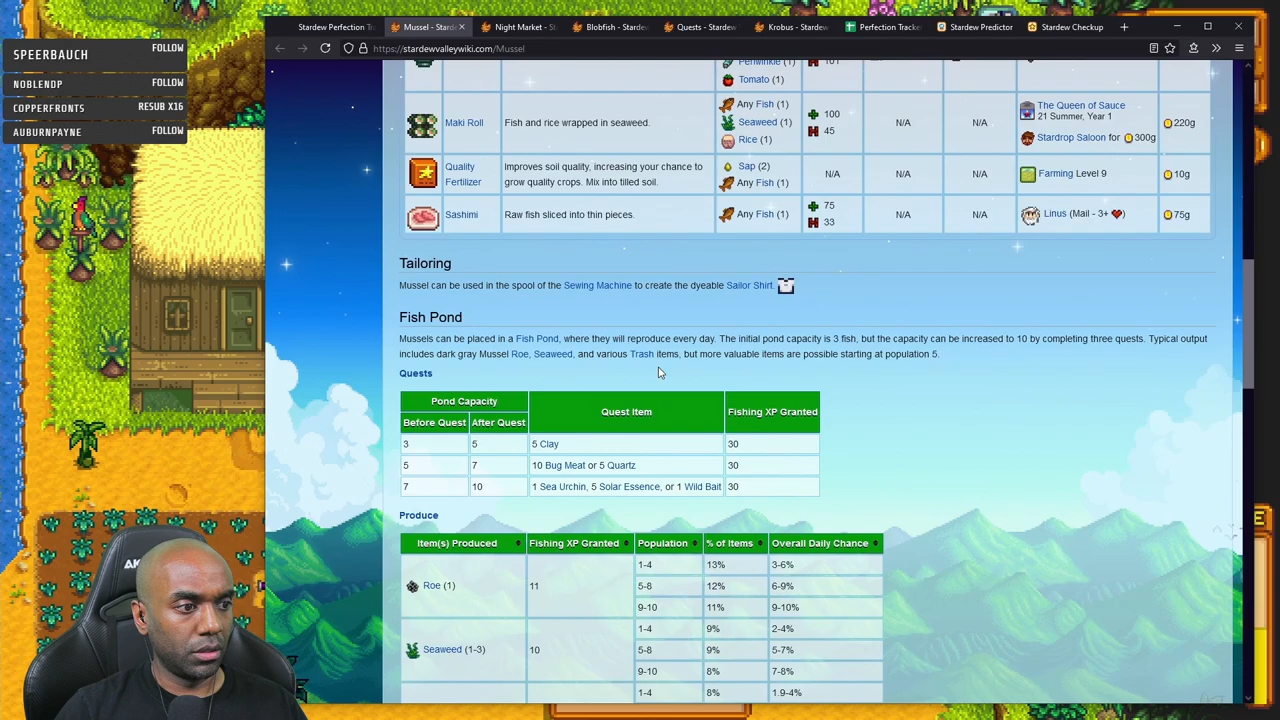 Stardew Perfection Tr
Mussel - Stard
Night Market - St
Blobfish - Stardew
Quests - Stardew
Krobus - Stardew
Perfection Tracke
Stardew Predictor
Stardew Checkup
https://stardewvalleywiki.com/Mussel
SPEERBAUCH FOLLOW
NOBLENDP FOLLOW
COPPERFRONTS RESUB X16
AUBURNPAYNE FOLLOW
Periwinkle (1)
Tomato (1)
Maki Roll
Fish and rice wrapped in seaweed.
Any Fish (1)
Seaweed (1)
Rice (1)
100
45
N/A
N/A
The Queen of Sauce
21 Summer, Year 1
Stardrop Saloon for 300g
220g
Quality
Fertilizer
Improves soil quality, increasing your chance to
grow quality crops. Mix into tilled soil.
Sap (2)
Any Fish (1)
N/A
N/A
N/A
Farming Level 9
10g
Sashimi
Raw fish sliced into thin pieces.
Any Fish (1)
75
33
N/A
N/A
Linus (Mail - 3+ )
75g
Tailoring
Mussel can be used in the spool of the Sewing Machine to create the dyeable Sailor Shirt.
Fish Pond
Mussels can be placed in a Fish Pond, where they will reproduce every day. The initial pond capacity is 3 fish, but the capacity can be increased to 10 by completing three quests. Typical output
includes dark gray Mussel Roe, Seaweed, and various Trash items, but more valuable items are possible starting at population 5.
Quests
Pond Capacity
Before Quest After Quest
Quest Item
Fishing XP Granted
3 5 5 Clay 30
5 7 10 Bug Meat or 5 Quartz 30
7 10 1 Sea Urchin, 5 Solar Essence, or 1 Wild Bait 30
Produce
Item(s) Produced Fishing XP Granted Population % of Items Overall Daily Chance
Roe (1) 11
1-4 13% 3-6%
5-8 12% 6-9%
9-10 11% 9-10%
Seaweed (1-3) 10
1-4 9% 2-4%
5-8 9% 5-7%
9-10 8% 7-8%
1-4 8% 1.9-4%